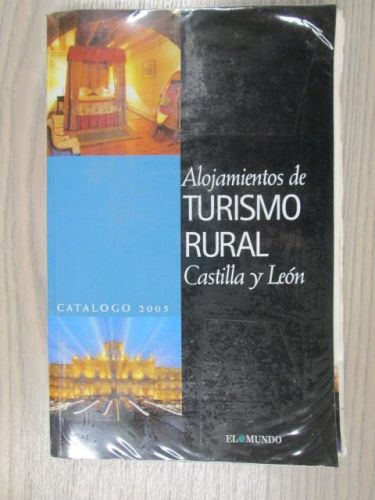 Alojamientos de
TURISMO
RURAL
Castilla y León
CATALOGO 2005
EL MUNDO